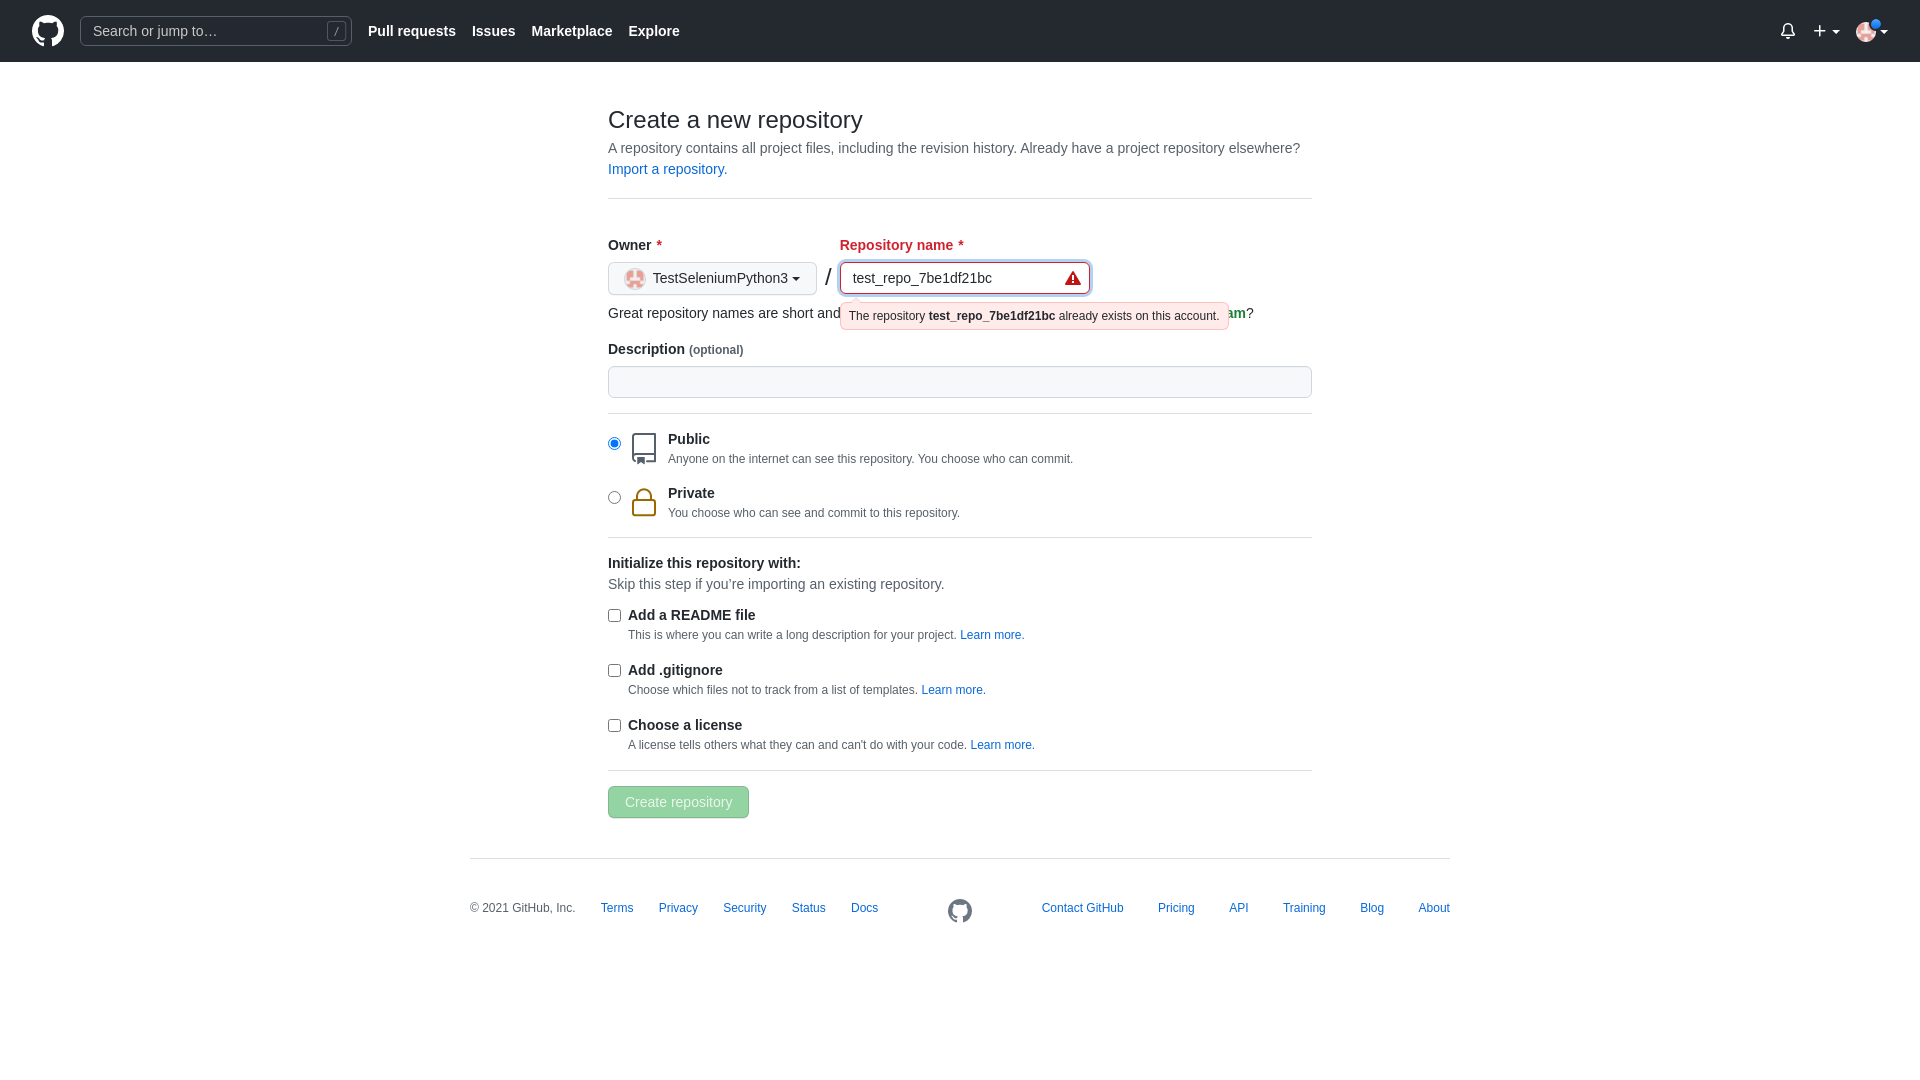 Search or jump to… /
Pull requests Issues Marketplace Explore
Create a new repository
A repository contains all project files, including the revision history. Already have a project repository elsewhere?
Import a repository.
Owner * Repository name *
TestSeleniumPython3 / test_repo_7be1df21bc
Great repository names are short and am?
The repository test_repo_7be1df21bc already exists on this account.
Description (optional)
Public
Anyone on the internet can see this repository. You choose who can commit.
Private
You choose who can see and commit to this repository.
Initialize this repository with:
Skip this step if you’re importing an existing repository.
Add a README file
This is where you can write a long description for your project. Learn more.
Add .gitignore
Choose which files not to track from a list of templates. Learn more.
Choose a license
A license tells others what they can and can't do with your code. Learn more.
Create repository
© 2021 GitHub, Inc. Terms Privacy Security Status Docs Contact GitHub Pricing API Training Blog About